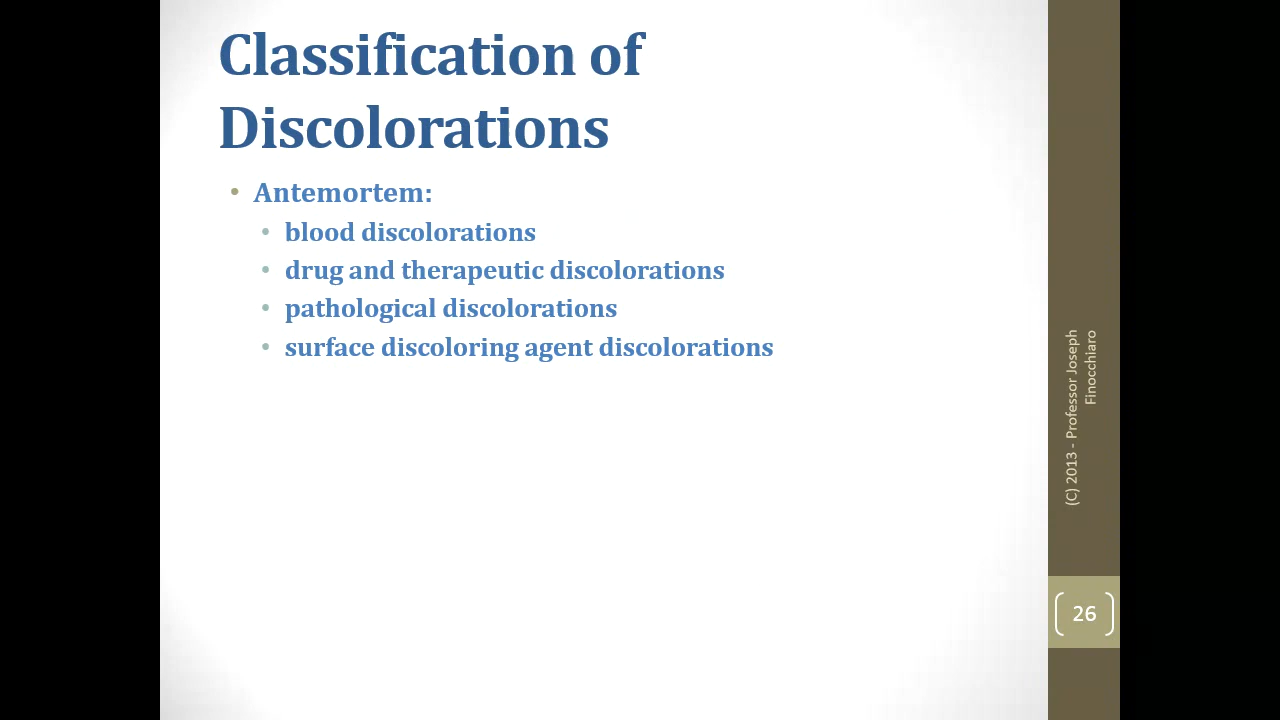 Classification of
Discolorations
• Antemortem:
• blood discolorations
• drug and therapeutic discolorations
• pathological discolorations
• surface discoloring agent discolorations
(C) 2013 - Professor Joseph
Finocchiaro
26